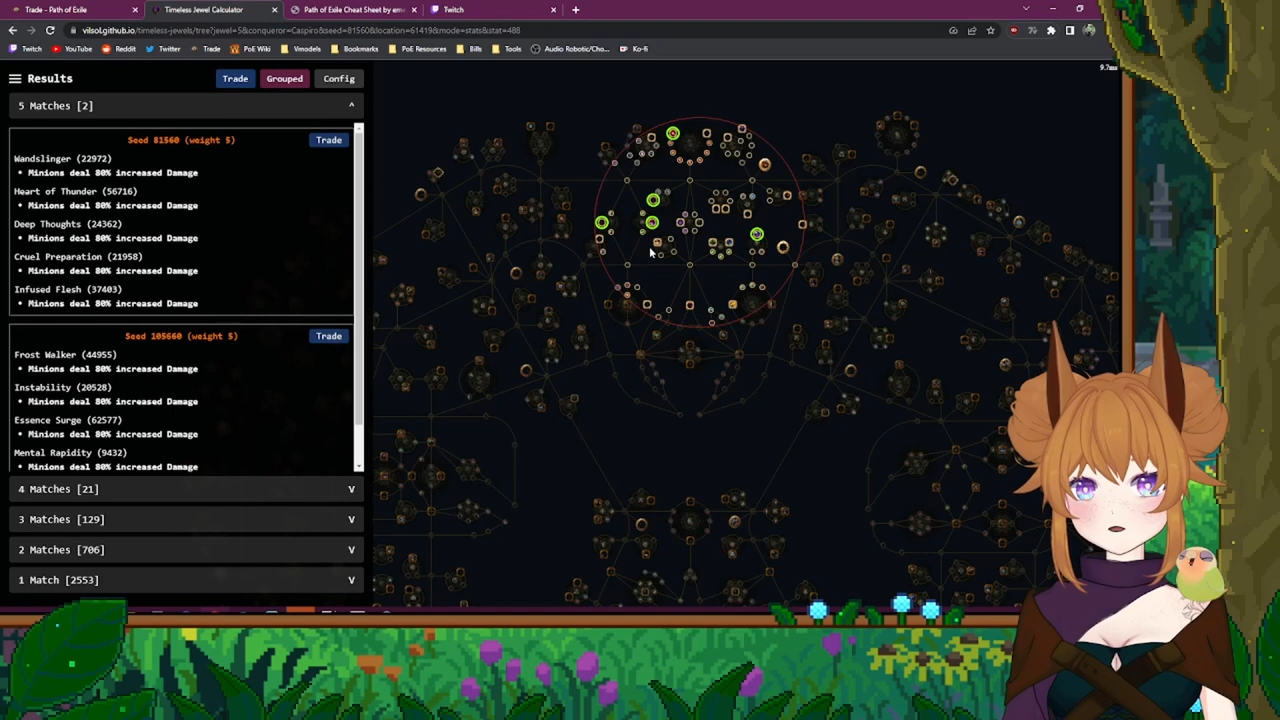 Trade - Path of Exile
Timeless Jewel Calculator
Path of Exile Cheat Sheet by em
Twitch
vilsol.github.io/timeless-jewels/tree?jewel=5&conqueror=Caspiro&seed=81560&location=61419&mode=stats&stat=488
Twitch YouTube Reddit Twitter Trade PoE Wiki Vmodels Bookmarks PoE Resources Bills Tools Audio Robotic/Cho... Ko-fi
Results
Trade
Grouped
Config
9.7ms
5 Matches [2]
^
Seed 81560 (weight 5)
Trade
Wandslinger (22972)
• Minions deal 80% increased Damage
Heart of Thunder (56716)
• Minions deal 80% increased Damage
Deep Thoughts (24362)
• Minions deal 80% increased Damage
Cruel Preparation (21958)
• Minions deal 80% increased Damage
Infused Flesh (37403)
• Minions deal 80% increased Damage
Seed 105660 (weight 5)
Trade
Frost Walker (44955)
• Minions deal 80% increased Damage
Instability (20528)
• Minions deal 80% increased Damage
Essence Surge (62577)
• Minions deal 80% increased Damage
Mental Rapidity (9432)
• Minions deal 80% increased Damage
4 Matches [21]
V
3 Matches [129]
V
2 Matches [706]
V
1 Match [2553]
V